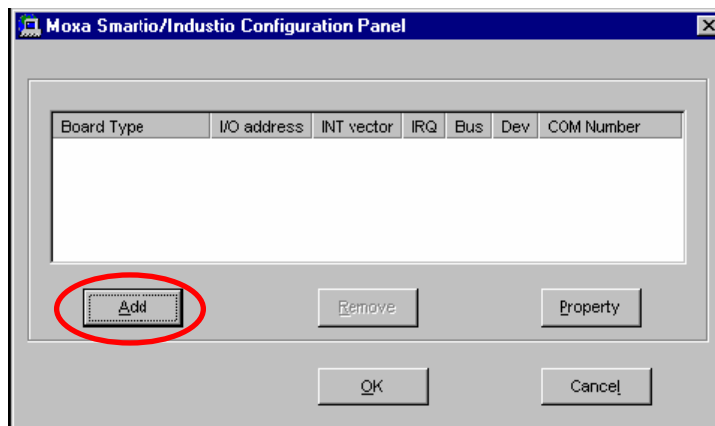 Moxa Smartio/Industio Configuration Panel
Board Type I/O address INT vector IRQ Bus Dev COM Number
Add Remove Property
OK Cancel